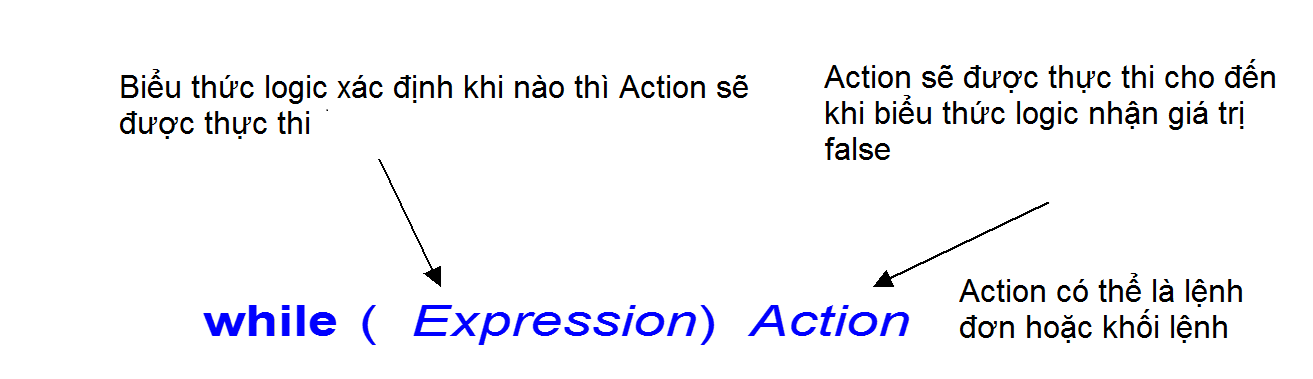 Biểu thức logic xác định khi nào thì Action sẽ
được thực thi
Action sẽ được thực thi cho đến
khi biểu thức logic nhận giá trị
false
while ( Expression) Action
Action có thể là lệnh
đơn hoặc khối lệnh